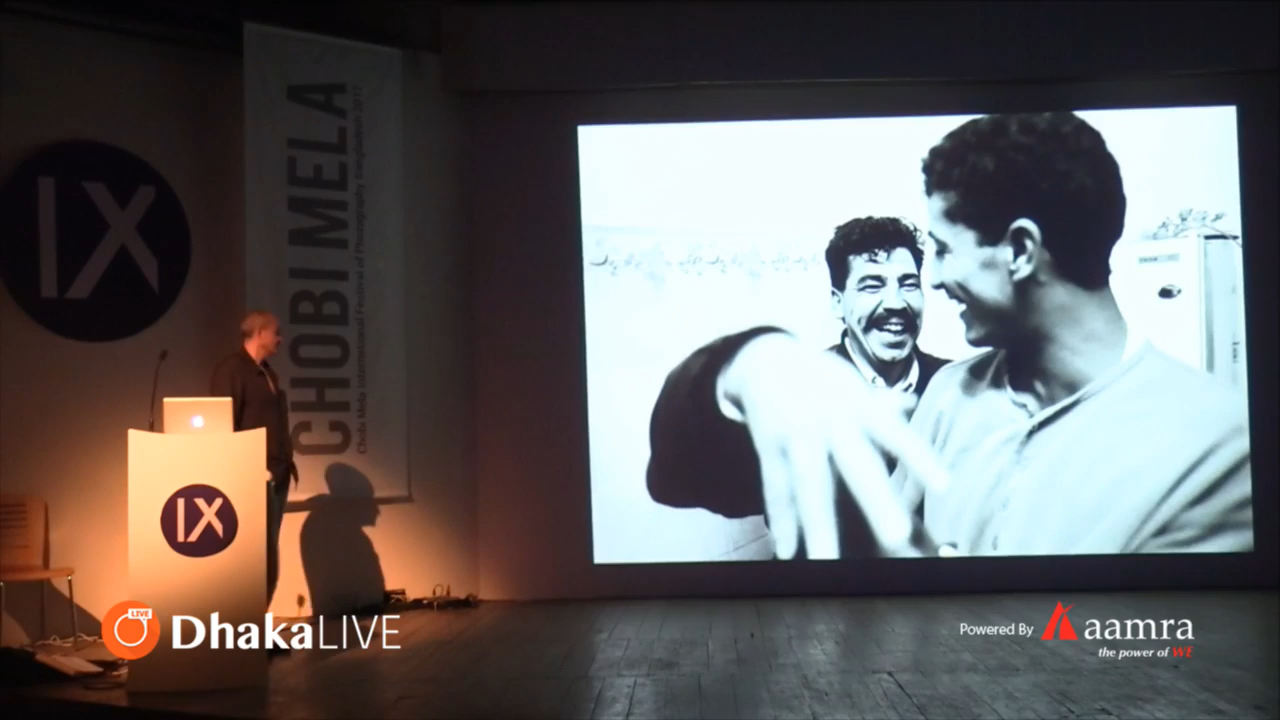 IX
CHOBI MELA
Chobi Mela International Festival of Photography Bangladesh 2017
IX
LIVE
DhakaLIVE
Powered By aamra
the power of WE